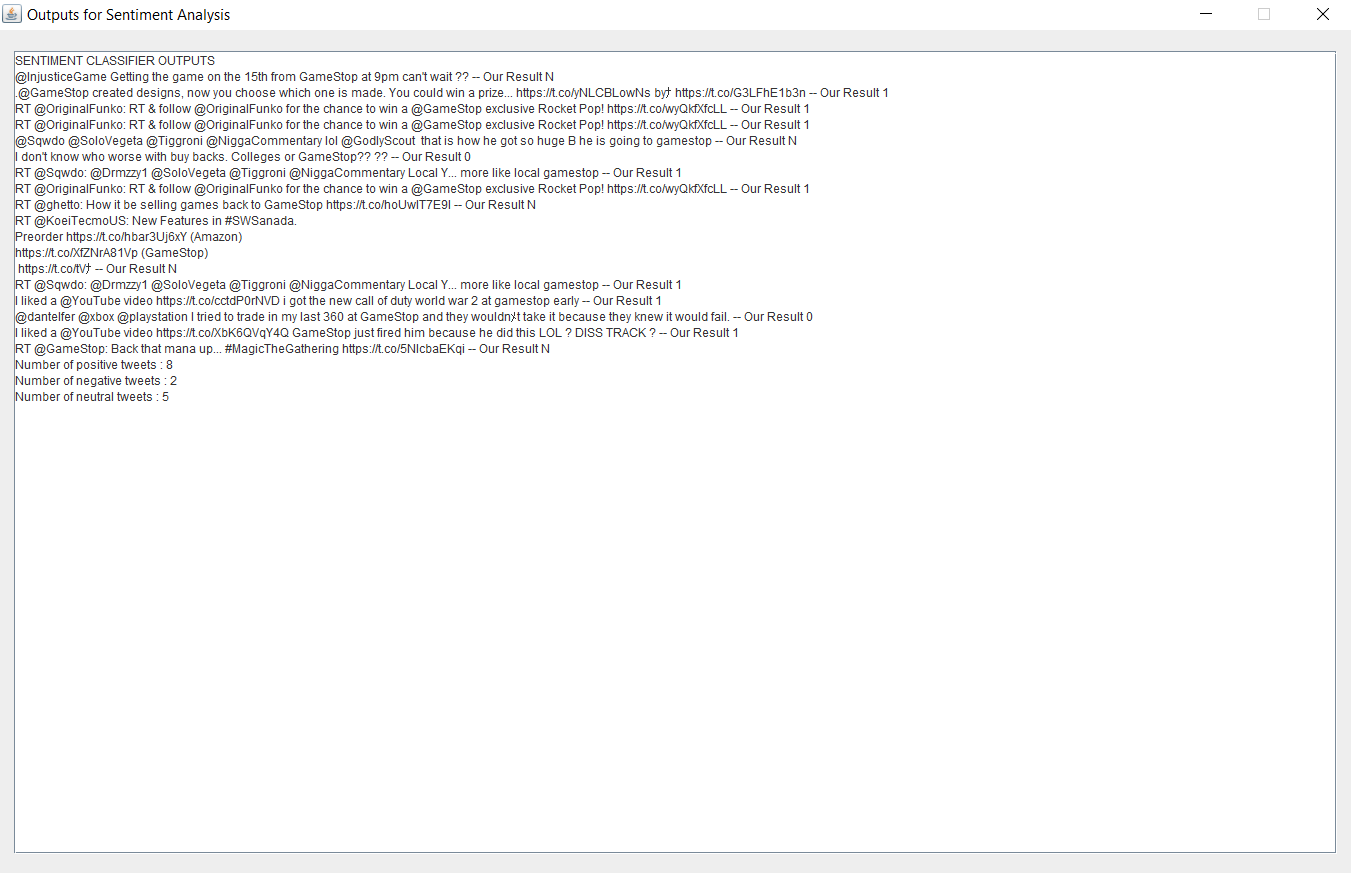 Outputs for Sentiment Analysis
SENTIMENT CLASSIFIER OUTPUTS
@InjusticeGame Getting the game on the 15th from GameStop at 9pm can't wait ?? -- Our Result N
.@GameStop created designs, now you choose which one is made. You could win a prize... https://t.co/yNLCBLowNs byﾅ https://t.co/G3LFhE1b3n -- Our Result 1
RT @OriginalFunko: RT & follow @OriginalFunko for the chance to win a @GameStop exclusive Rocket Pop! https://t.co/wyQkfXfcLL -- Our Result 1
RT @OriginalFunko: RT & follow @OriginalFunko for the chance to win a @GameStop exclusive Rocket Pop! https://t.co/wyQkfXfcLL -- Our Result 1
@Sqwdo @SoloVegeta @Tiggroni @NiggaCommentary lol @GodlyScout  that is how he got so huge B he is going to gamestop -- Our Result N
I don't know who worse with buy backs. Colleges or GameStop?? ?? -- Our Result 0
RT @Sqwdo: @Drmzzy1 @SoloVegeta @Tiggroni @NiggaCommentary Local Y... more like local gamestop -- Our Result 1
RT @OriginalFunko: RT & follow @OriginalFunko for the chance to win a @GameStop exclusive Rocket Pop! https://t.co/wyQkfXfcLL -- Our Result 1
RT @ghetto: How it be selling games back to GameStop https://t.co/hoUwlT7E9l -- Our Result N
RT @KoeiTecmoUS: New Features in #SWSanada.
Preorder https://t.co/hbar3Uj6xY (Amazon)
https://t.co/XfZNrA81Vp (GameStop)
https://t.co/tVﾅ -- Our Result N
RT @Sqwdo: @Drmzzy1 @SoloVegeta @Tiggroni @NiggaCommentary Local Y... more like local gamestop -- Our Result 1
I liked a @YouTube video https://t.co/cctdP0rNVD i got the new call of duty world war 2 at gamestop early -- Our Result 1
@dantelfer @xbox @playstation I tried to trade in my last 360 at GameStop and they wouldnﾒt take it because they knew it would fail. -- Our Result 0
I liked a @YouTube video https://t.co/XbK6QVqY4Q GameStop just fired him because he did this LOL ? DISS TRACK ? -- Our Result 1
RT @GameStop: Back that mana up... #MagicTheGathering https://t.co/5NlcbaEKqi -- Our Result N
Number of positive tweets : 8
Number of negative tweets : 2
Number of neutral tweets : 5